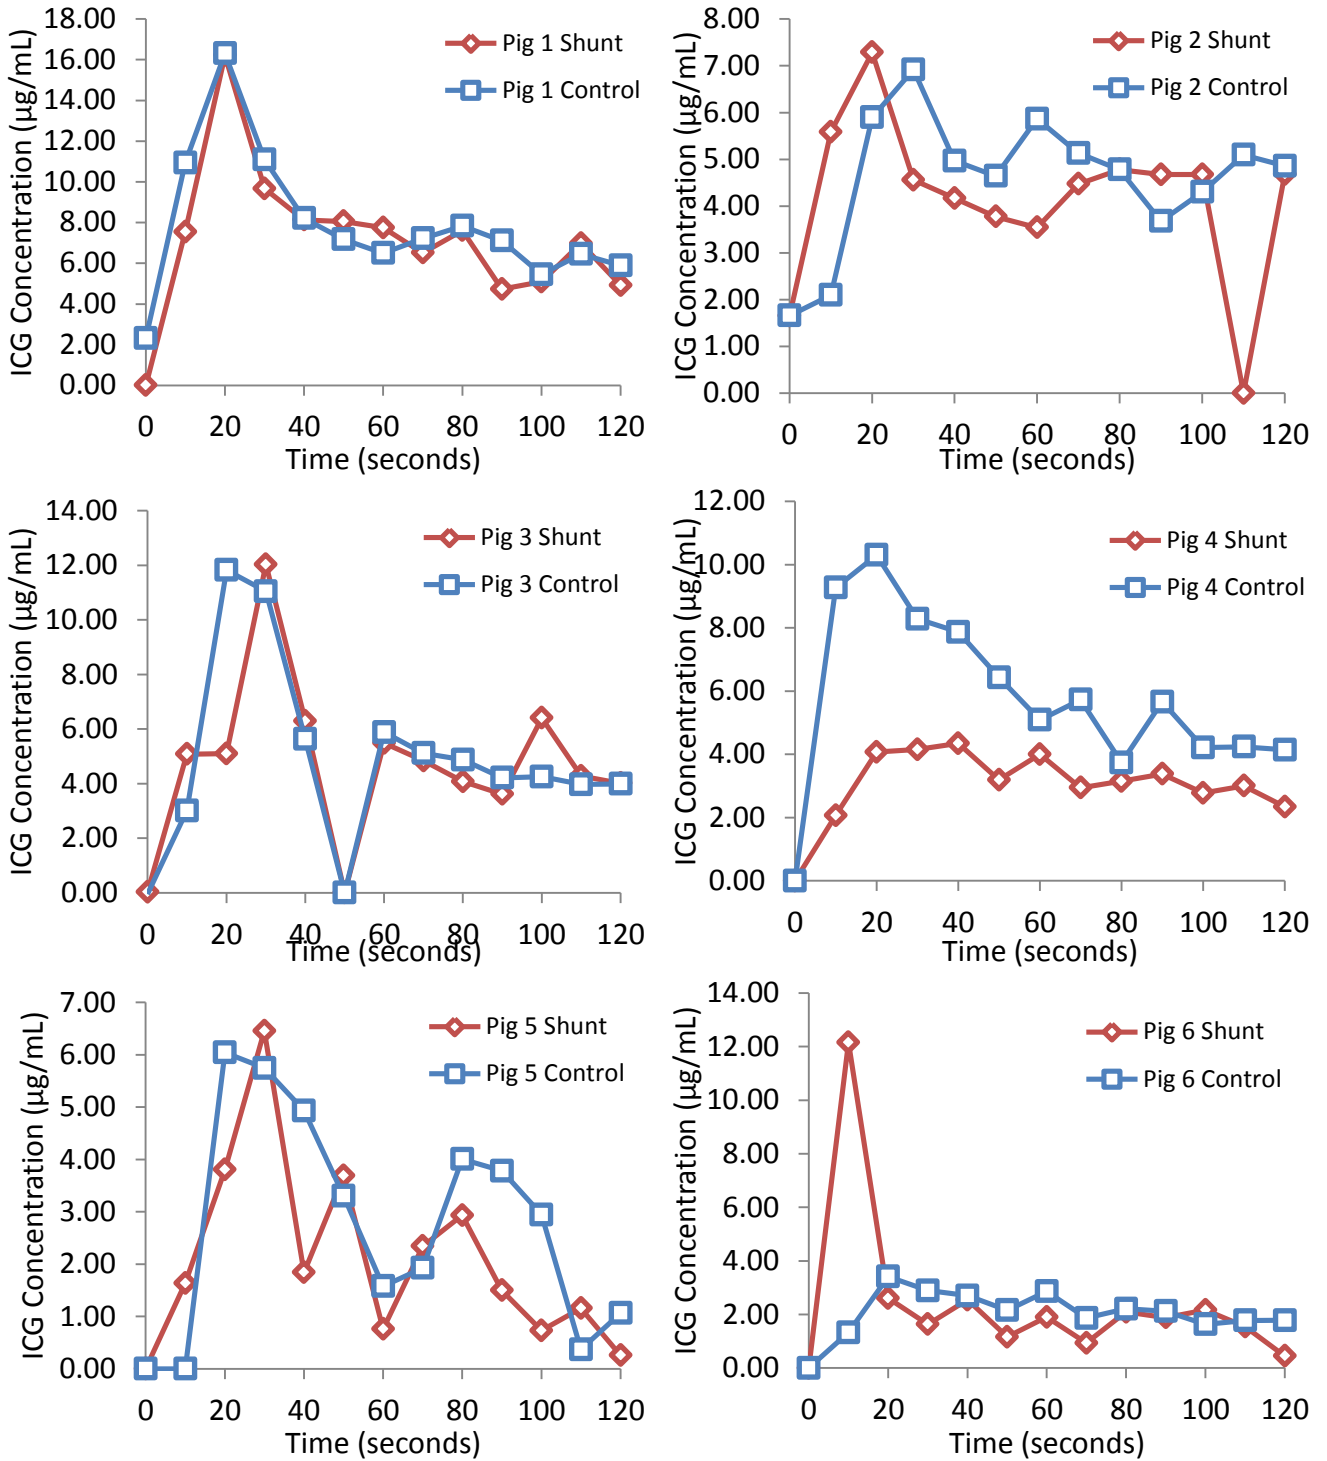 ICG Concentration (µg/mL)
18.00
16.00
14.00
12.00
10.00
8.00
6.00
4.00
2.00
0.00
Pig 1 Shunt
Pig 1 Control
0 20 40 60 80 100 120
Time (seconds)
ICG Concentration (µg/mL)
8.00
7.00
6.00
5.00
4.00
3.00
2.00
1.00
0.00
Pig 2 Shunt
Pig 2 Control
0 20 40 60 80 100 120
Time (seconds)
ICG Concentration (µg/mL)
14.00
12.00
10.00
8.00
6.00
4.00
2.00
0.00
Pig 3 Shunt
Pig 3 Control
0 20 40 60 80 100 120
Time (seconds)
ICG Concentration (µg/mL)
12.00
10.00
8.00
6.00
4.00
2.00
0.00
Pig 4 Shunt
Pig 4 Control
0 20 40 60 80 100 120
Time (seconds)
ICG Concentration (µg/mL)
7.00
6.00
5.00
4.00
3.00
2.00
1.00
0.00
Pig 5 Shunt
Pig 5 Control
0 20 40 60 80 100 120
Time (seconds)
ICG Concentration (µg/mL)
14.00
12.00
10.00
8.00
6.00
4.00
2.00
0.00
Pig 6 Shunt
Pig 6 Control
0 20 40 60 80 100 120
Time (seconds)